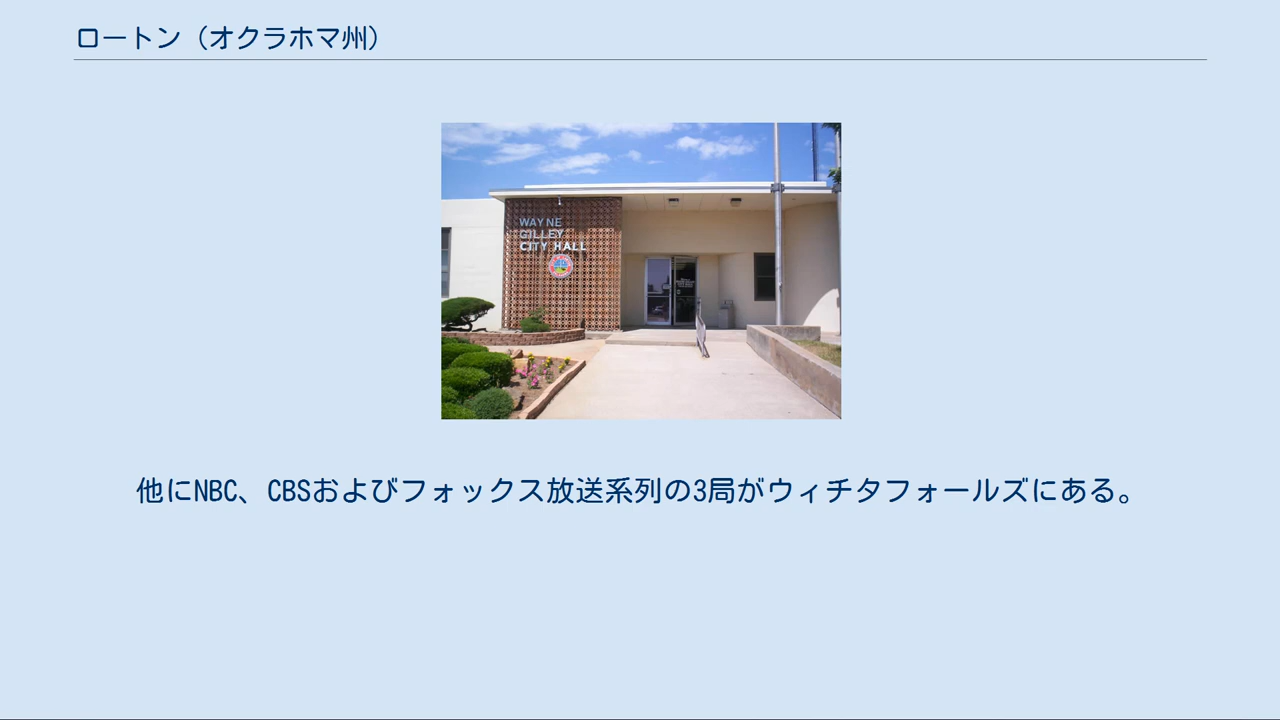 ロートン（オクラホマ州）
WAYNE
GILLEY
CITY HALL
他にNBC、CBSおよびフォックス放送系列の3局がウィチタフォールズにある。